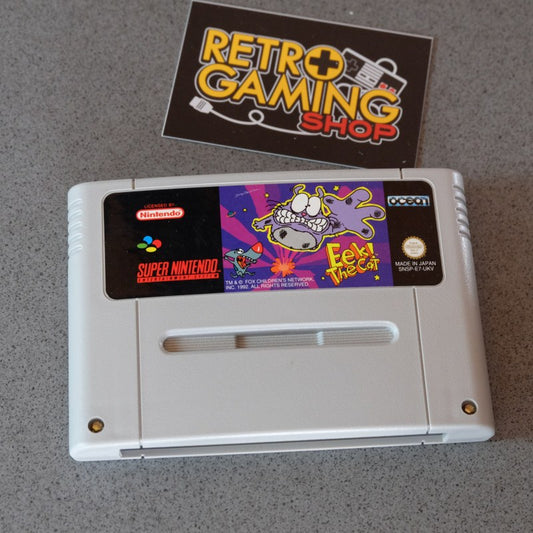 RETRO
GAMING
SHOP
LICENSED BY
Nintendo
SUPER NINTENDO
ENTERTAINMENT SYSTEM
Eek!
The Cat
TM & © FOX CHILDREN'S NETWORK,
INC. 1992. ALL RIGHTS RESERVED.
ocean
MADE IN JAPAN
SNSP-E7-UKV